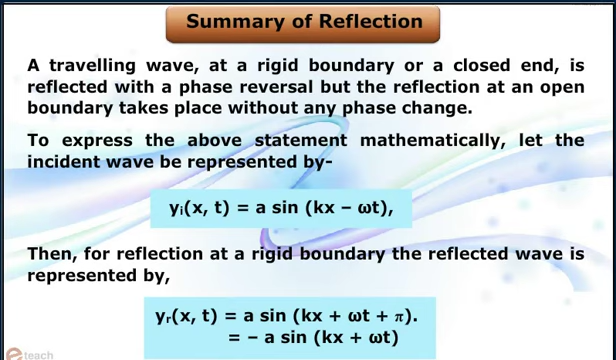 Summary of Reflection
A travelling wave, at a rigid boundary or a closed end, is
reflected with a phase reversal but the reflection at an open
boundary takes place without any phase change.
To express the above statement mathematically, let the
incident wave be represented by-
yᵢ(x, t) = a sin (kx – ωt),
Then, for reflection at a rigid boundary the reflected wave is
represented by,
yᵣ(x, t) = a sin (kx + ωt + π).
= – a sin (kx + ωt)
e teach